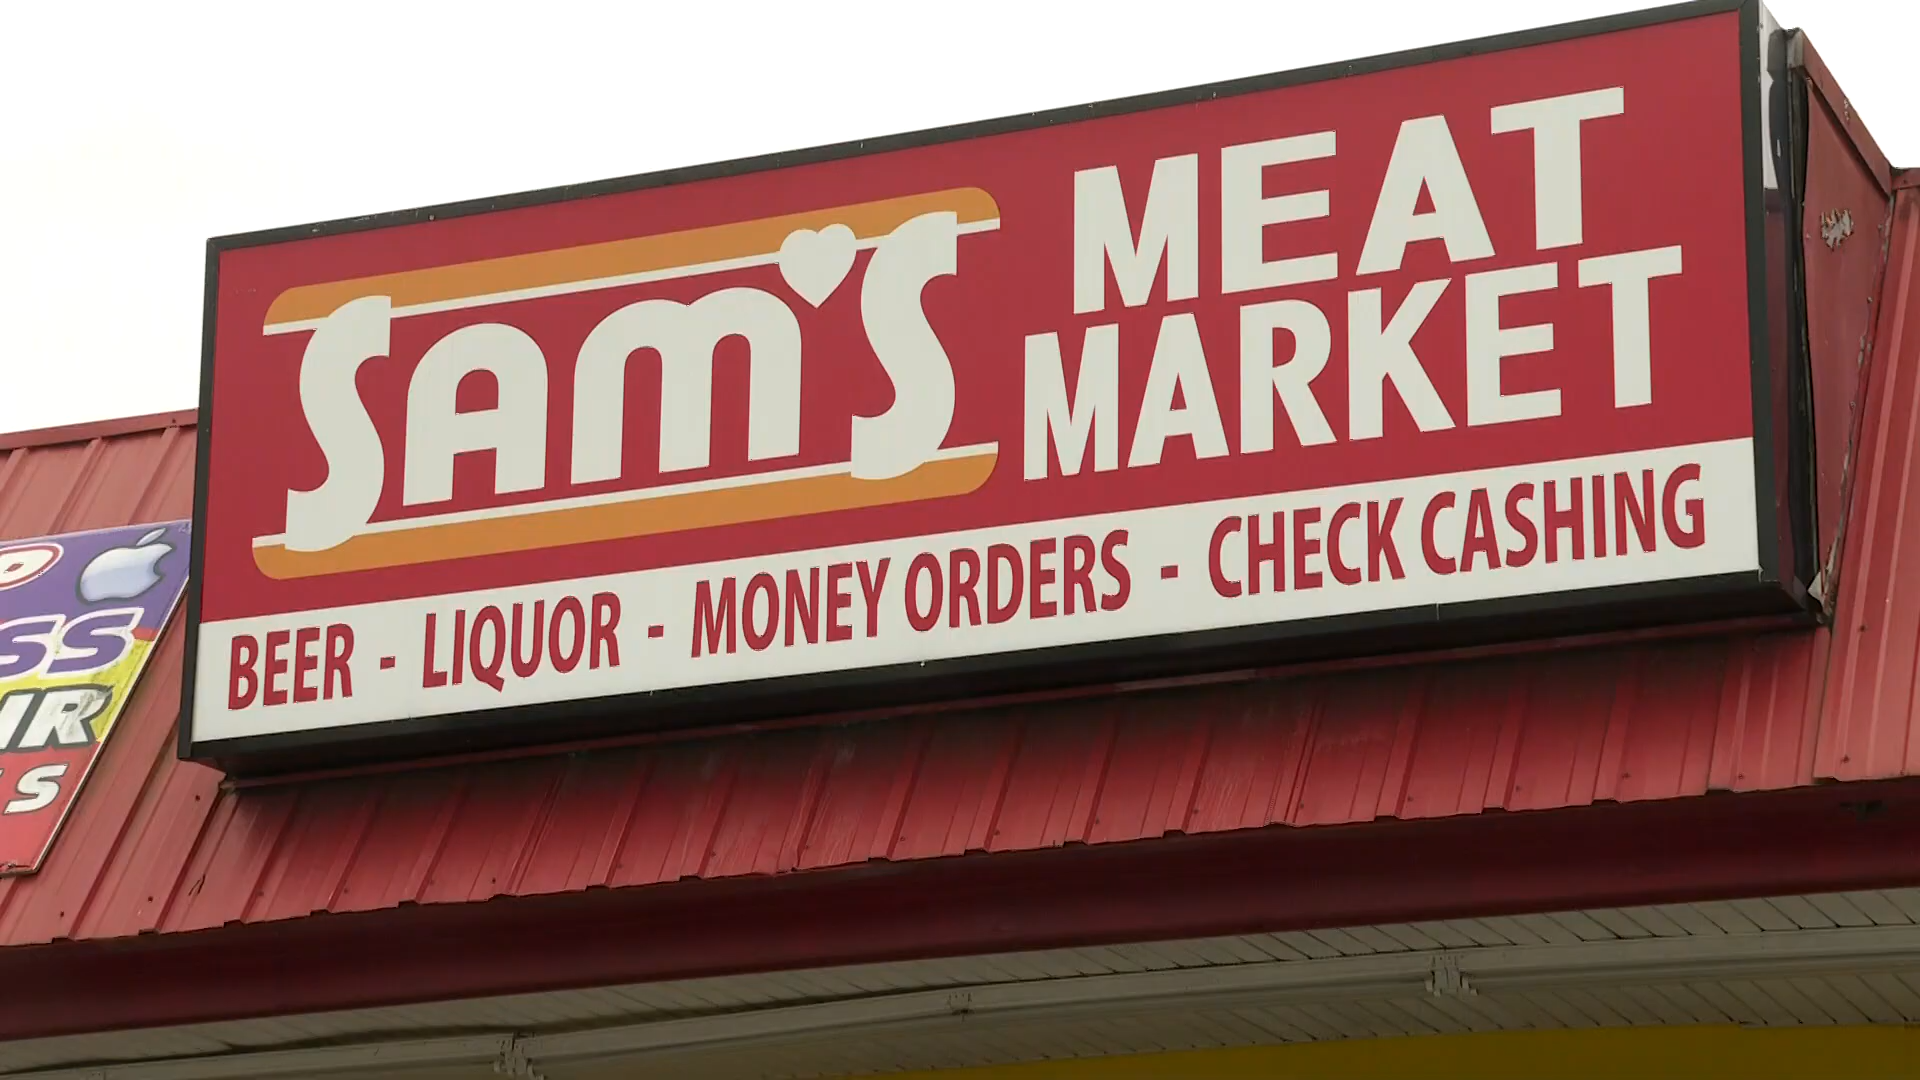 SAM'S
MEAT
MARKET
BEER - LIQUOR - MONEY ORDERS - CHECK CASHING
S